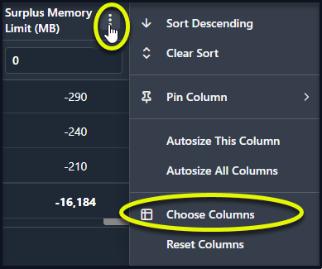 Surplus Memory
Limit (MB)
0
-290
-240
-210
-16,184
Sort Descending
Clear Sort
Pin Column
Autosize This Column
Autosize All Columns
Choose Columns
Reset Columns